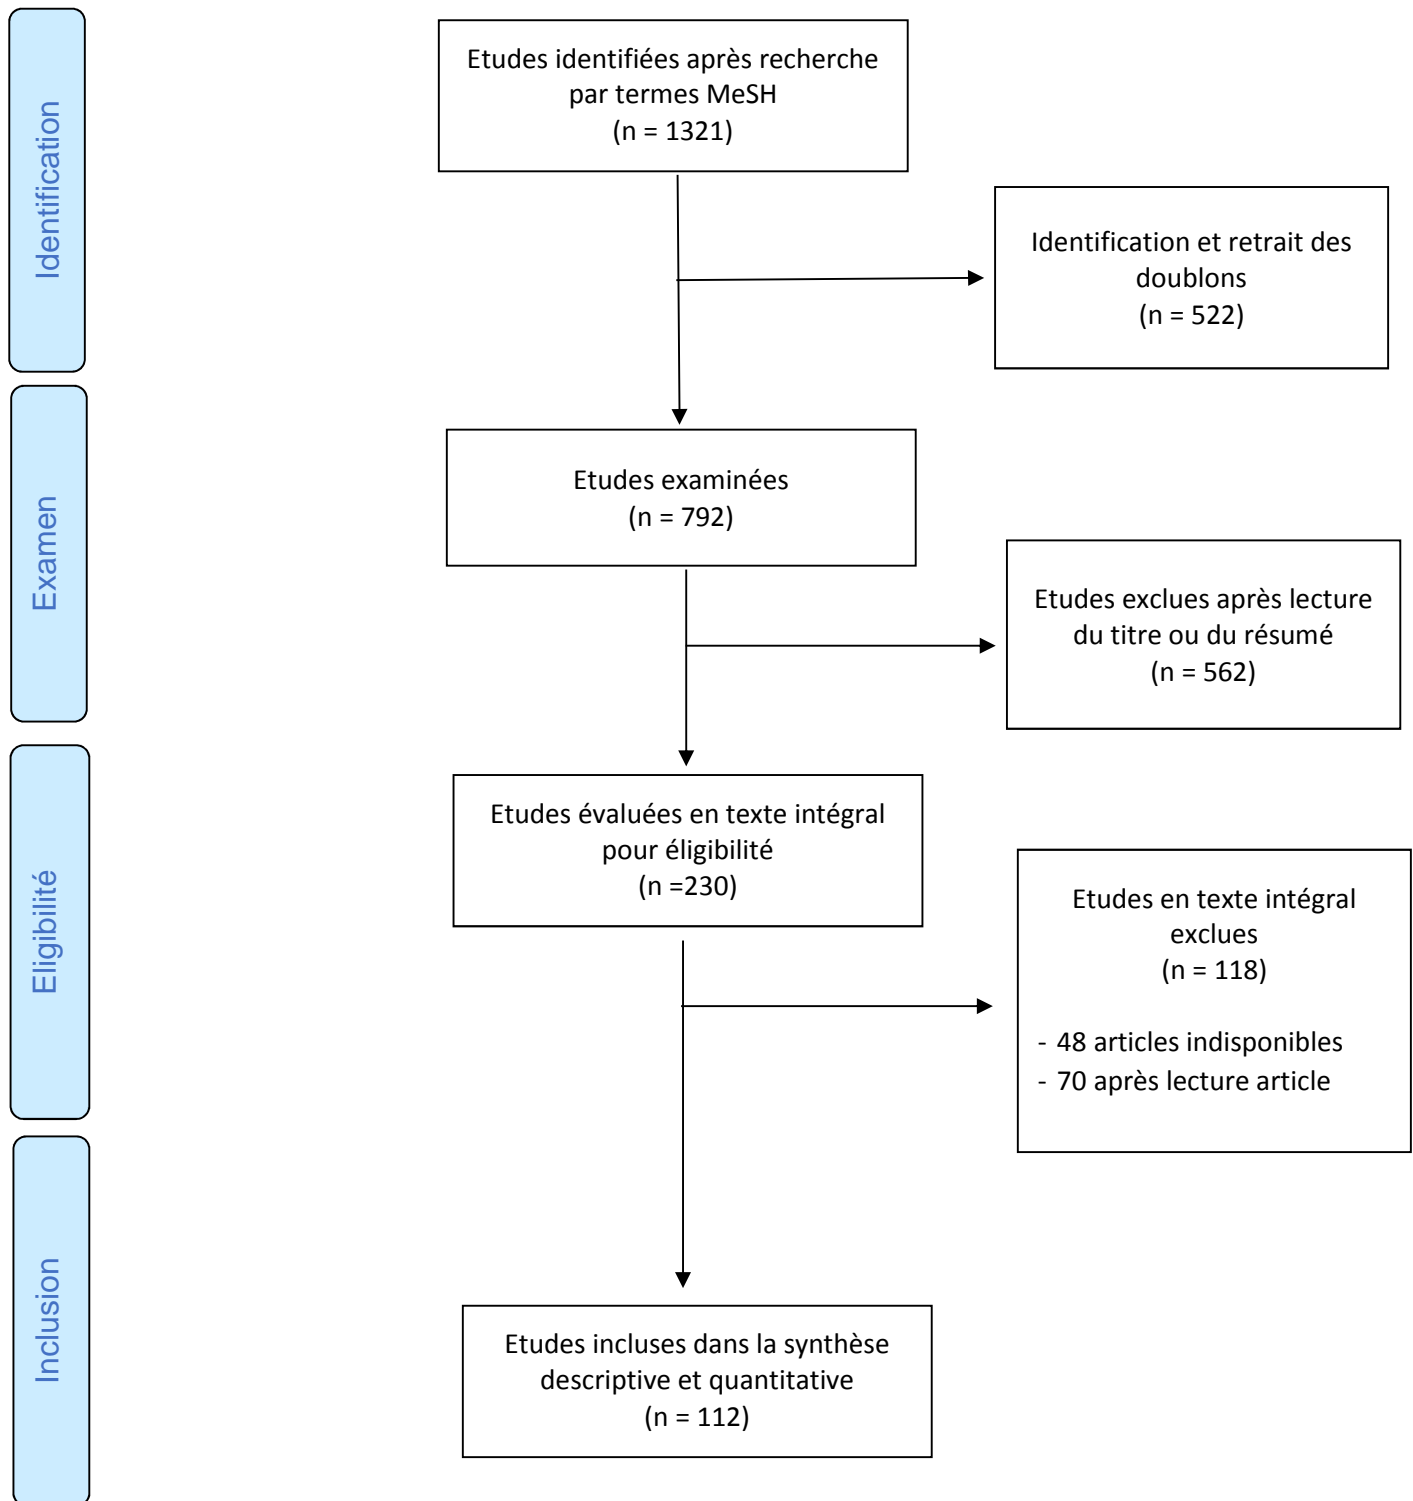 Identification
Etudes identifiées après recherche
par termes MeSH
(n = 1321)
Identification et retrait des
doublons
(n = 522)
Examen
Etudes examinées
(n = 792)
Etudes exclues après lecture
du titre ou du résumé
(n = 562)
Eligibilité
Etudes évaluées en texte intégral
pour éligibilité
(n =230)
Etudes en texte intégral
exclues
(n = 118)
- 48 articles indisponibles
- 70 après lecture article
Inclusion
Etudes incluses dans la synthèse
descriptive et quantitative
(n = 112)